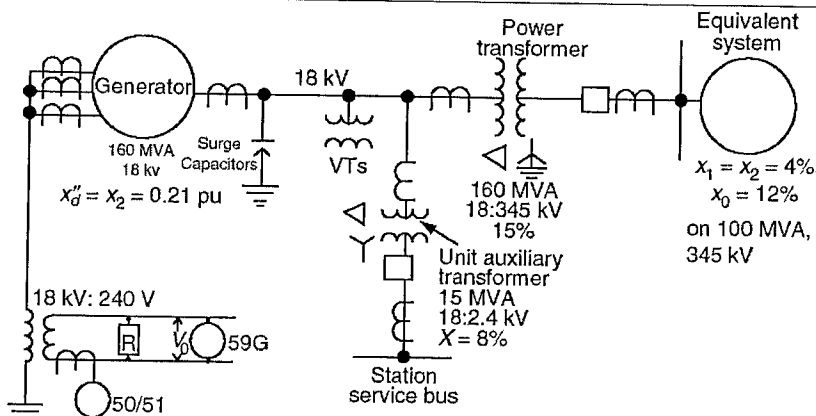 Power
transformer
Equivalent
system
Generator
18 kV
160 MVA
18 kv
Surge
Capacitors
VTs
x″d = x2 = 0.21 pu
160 MVA
18:345 kV
15%
x1 = x2 = 4%
x0 = 12%
on 100 MVA,
345 kV
Unit auxiliary
transformer
15 MVA
18:2.4 kV
X = 8%
18 kV: 240 V
R
V0
59G
50/51
Station
service bus